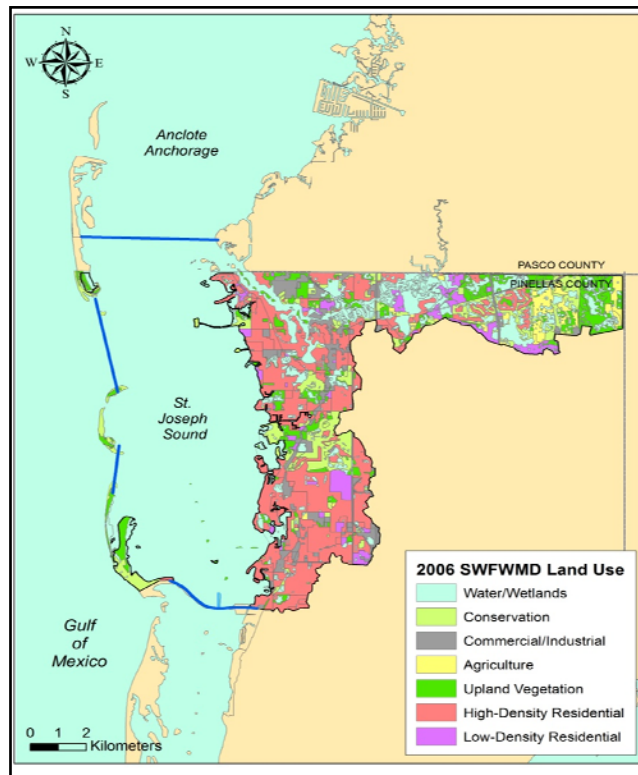 N
W E
S
Anclote
Anchorage
PASCO COUNTY
PINELLAS COUNTY
St.
Joseph
Sound
Gulf
of
Mexico
0 1 2
Kilometers
2006 SWFWMD Land Use
Water/Wetlands
Conservation
Commercial/Industrial
Agriculture
Upland Vegetation
High-Density Residential
Low-Density Residential